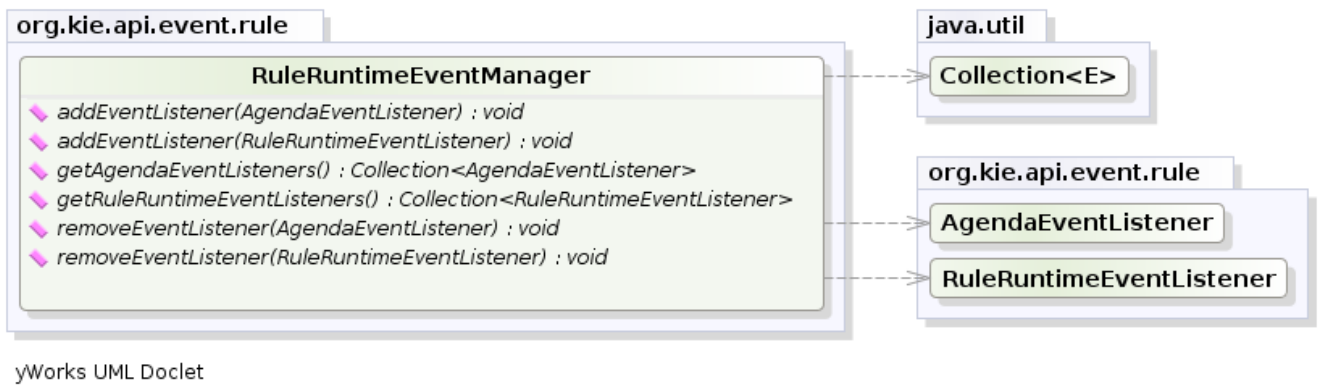 org.kie.api.event.rule
RuleRuntimeEventManager
addEventListener(AgendaEventListener) : void
addEventListener(RuleRuntimeEventListener) : void
getAgendaEventListeners() : Collection<AgendaEventListener>
getRuleRuntimeEventListeners() : Collection<RuleRuntimeEventListener>
removeEventListener(AgendaEventListener) : void
removeEventListener(RuleRuntimeEventListener) : void
java.util
Collection<E>
org.kie.api.event.rule
AgendaEventListener
RuleRuntimeEventListener
yWorks UML Doclet